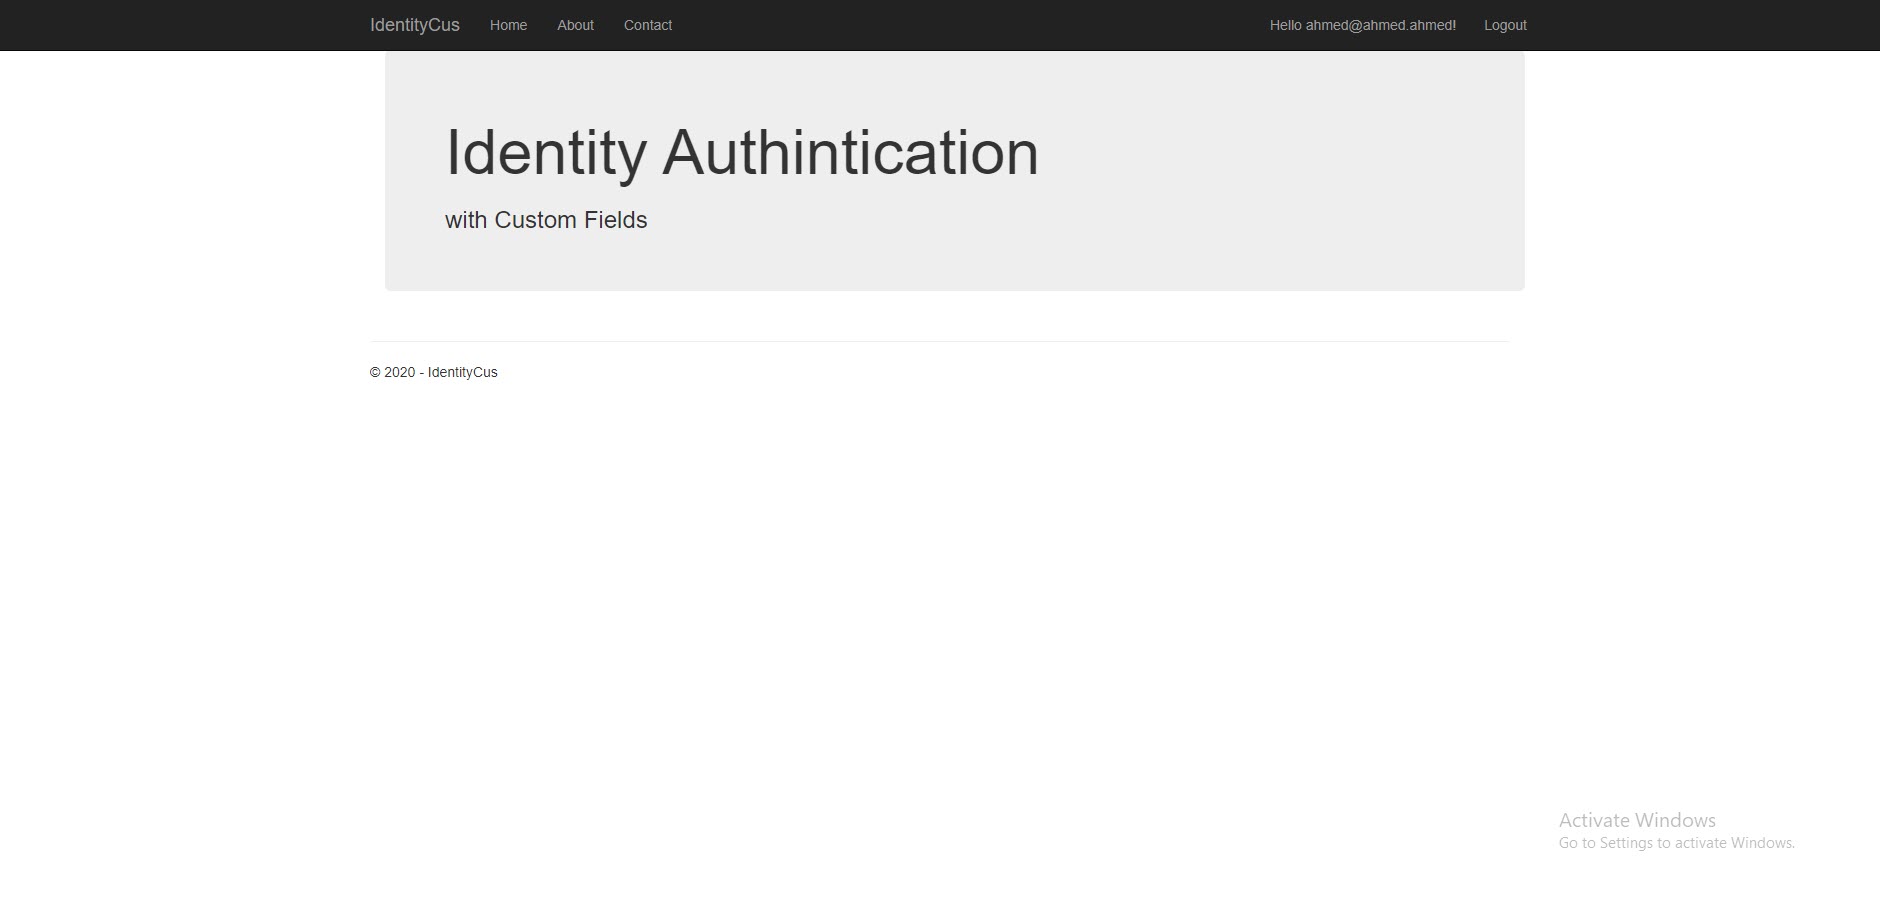 IdentityCus Home About Contact Hello ahmed@ahmed.ahmed! Logout
Identity Authintication
with Custom Fields
© 2020 - IdentityCus
Activate Windows
Go to Settings to activate Windows.